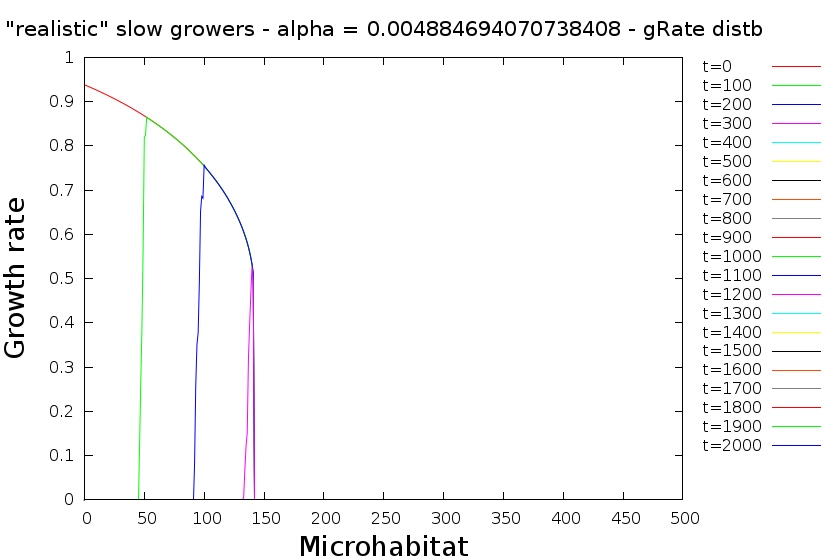 "realistic" slow growers - alpha = 0.004884694070738408 - gRate distb
1
0.9
0.8
0.7
0.6
0.5
0.4
0.3
0.2
0.1
0
Growth rate
0 50 100 150 200 250 300 350 400 450 500
Microhabitat
t=0
t=100
t=200
t=300
t=400
t=500
t=600
t=700
t=800
t=900
t=1000
t=1100
t=1200
t=1300
t=1400
t=1500
t=1600
t=1700
t=1800
t=1900
t=2000